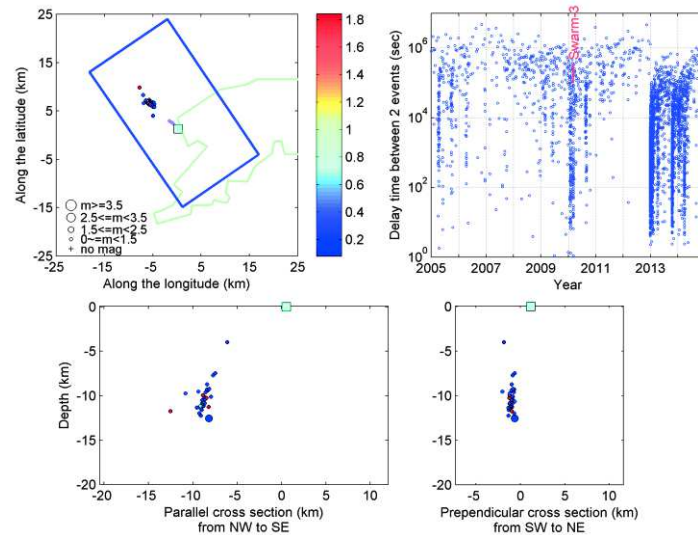 25
15
5
-5
-15
-25
Along the latitude (km)
m>=3.5
2.5<=m<3.5
1.5<=m<2.5
0~=m<1.5
no mag
-25 -15 -5 5 15 25
Along the longitude (km)
1.8
1.6
1.4
1.2
1
0.8
0.6
0.4
0.2
Swarm-3
10^6
10^4
10^2
10^0
Delay time between 2 events (sec)
2005 2007 2009 2011 2013
Year
0
-5
-10
-15
-20
Depth (km)
-20 -15 -10 -5 0 5 10
Parallel cross section (km)
from NW to SE
0
-5
-10
-15
-20
-5 0 5 10
Prependicular cross section (km)
from SW to NE